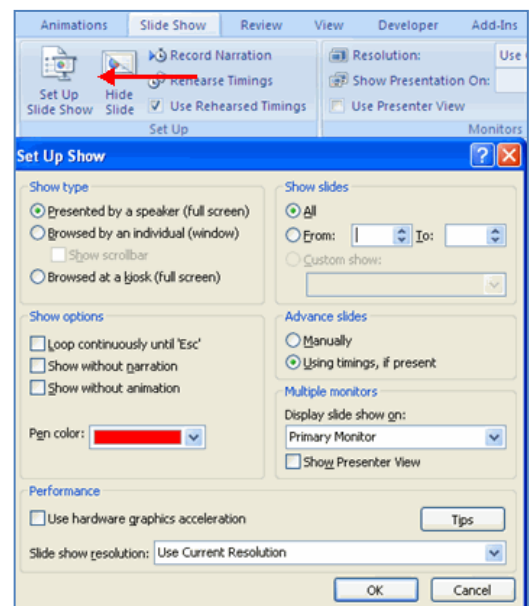 Animations Slide Show Review View Developer Add-Ins
Set Up Slide Show
Hide Slide
Record Narration
Rehearse Timings
Use Rehearsed Timings
Set Up
Resolution: Use
Show Presentation On:
Use Presenter View
Monitors
Set Up Show
Show type
Presented by a speaker (full screen)
Browsed by an individual (window)
Show scrollbar
Browsed at a kiosk (full screen)
Show slides
All
From: To:
Custom show:
Show options
Loop continuously until 'Esc'
Show without narration
Show without animation
Pen color:
Advance slides
Manually
Using timings, if present
Multiple monitors
Display slide show on:
Primary Monitor
Show Presenter View
Performance
Use hardware graphics acceleration
Tips
Slide show resolution: Use Current Resolution
OK Cancel